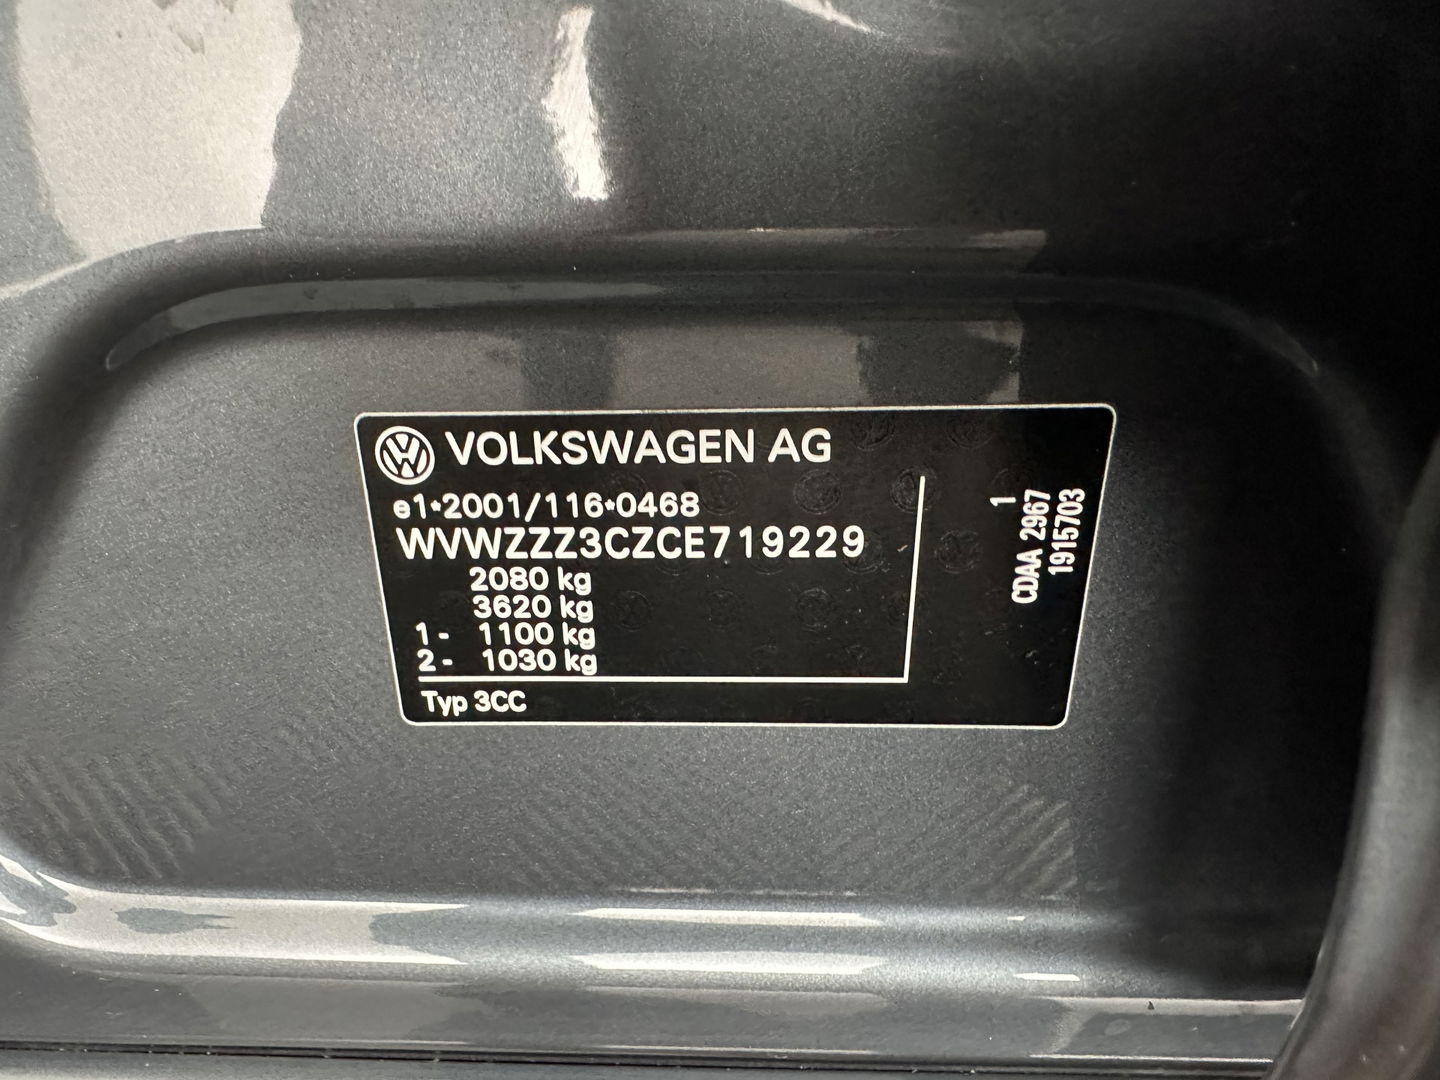 VOLKSWAGEN AG
e1*2001/116*0468
WVWZZZ3CZCE719229
2080 kg
3620 kg
1 - 1100 kg
2 - 1030 kg
Typ 3CC
1
CDAA 2967
1915703